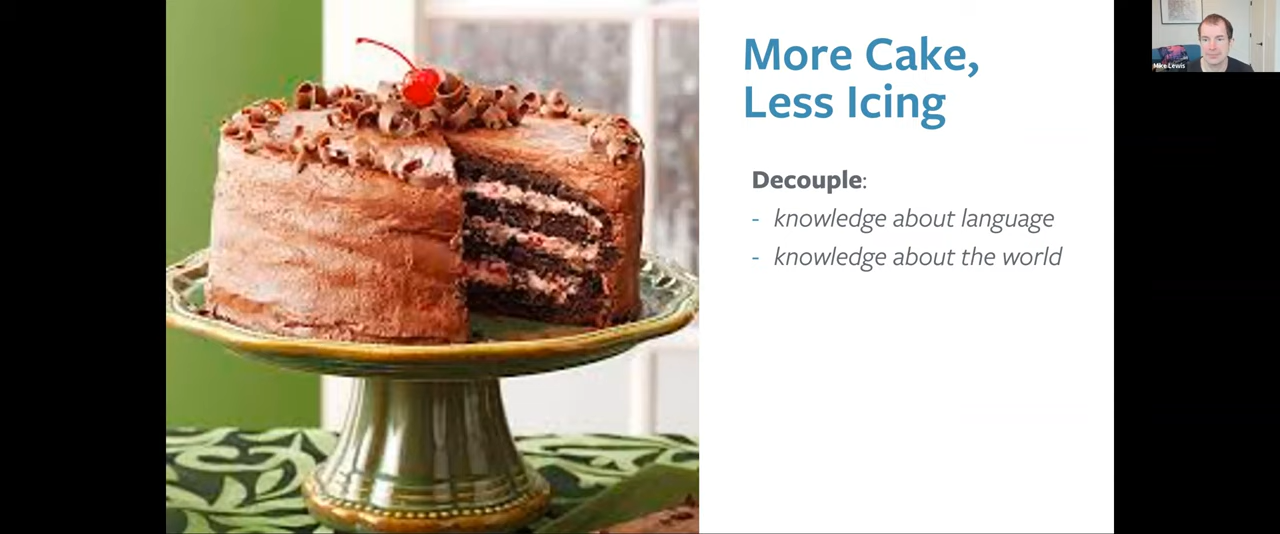 More Cake,
Less Icing
Decouple:
- knowledge about language
- knowledge about the world
Mike Lewis